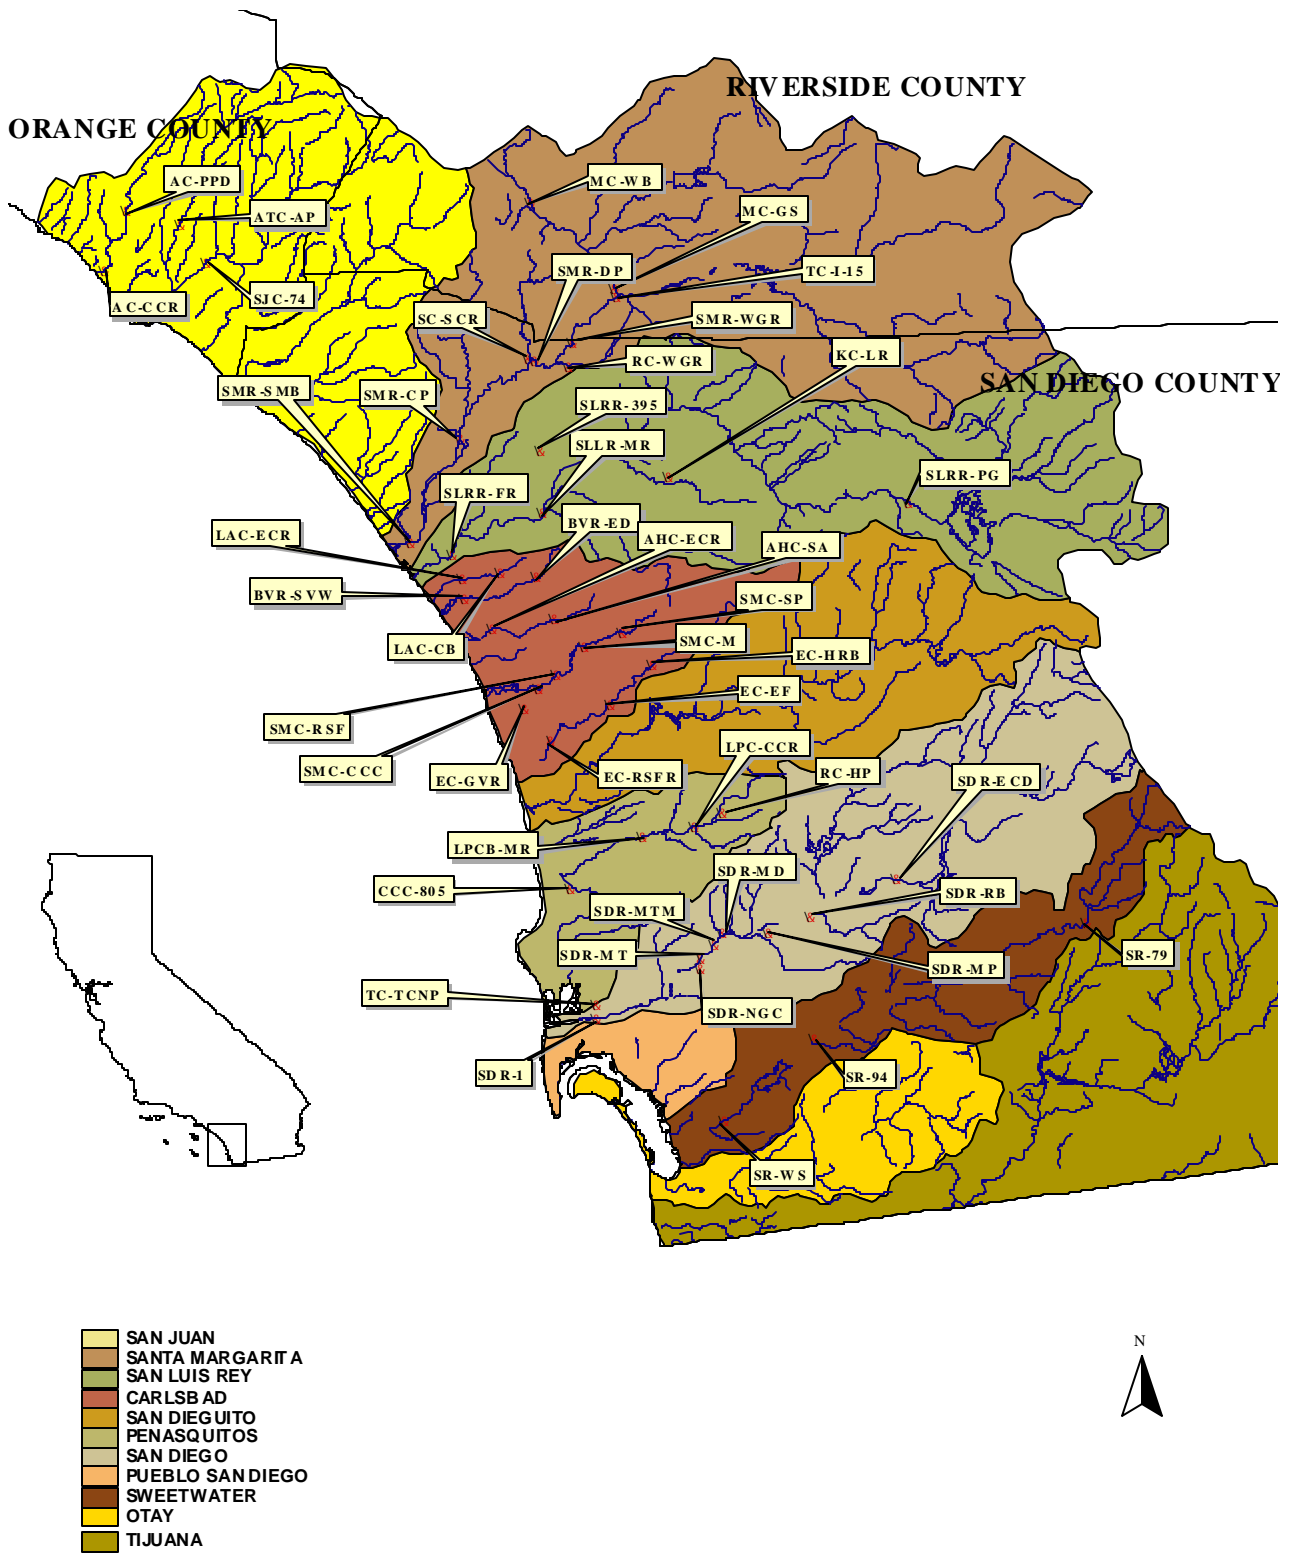 RIVERSIDE COUNTY
ORANGE COUNTY
AC-PPD
MC-WB
ATC-AP
MC-GS
SMR-DP
TC-I-15
AC-CCR
SJC-74
SC-SCR
SMR-WGR
RC-WGR
KC-LR
SAN DIEGO COUNTY
SMR-SMB
SMR-CP
SLRR-395
SLLR-MR
SLRR-PG
SLRR-FR
BVR-ED
LAC-ECR
AHC-ECR
AHC-SA
BVR-SVW
SMC-SP
LAC-CB
SMC-M
EC-HRB
EC-EF
SMC-RSF
SMC-CCC
EC-GVR
EC-RSFR
LPC-CCR
RC-HP
SDR-ECD
LPCB-MR
CCC-805
SDR-MD
SDR-RB
SDR-MTM
SDR-MT
SDR-MP
SR-79
TC-TCNP
SDR-NGC
SDR-1
SR-94
SR-WS
N
SAN JUAN
SANTA MARGARITA
SAN LUIS REY
CARLSBAD
SAN DIEGUITO
PENASQUITOS
SAN DIEGO
PUEBLO SAN DIEGO
SWEETWATER
OTAY
TIJUANA